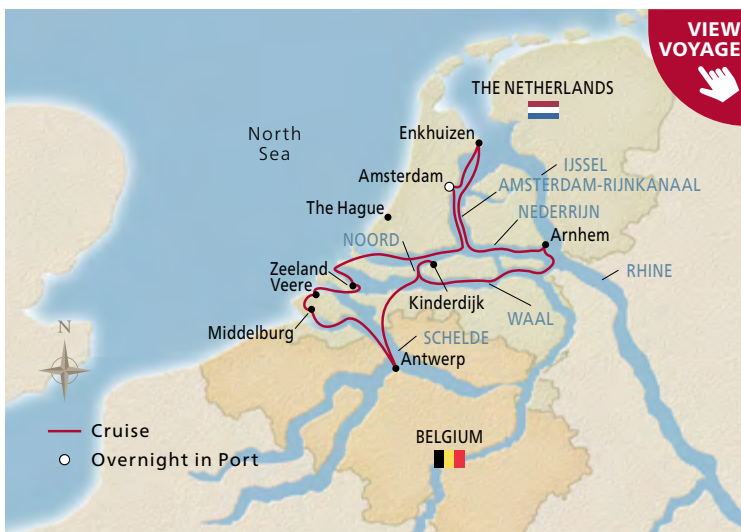 VIEW
VOYAGE
THE NETHERLANDS
North
Sea
Enkhuizen
IJSSEL
Amsterdam
AMSTERDAM-RIJNKANAAL
The Hague
NEDERRIJN
NOORD
Arnhem
Zeeland
RHINE
Veere
Kinderdijk
WAAL
Middelburg
N
SCHELDE
Antwerp
Cruise
BELGIUM
Overnight in Port